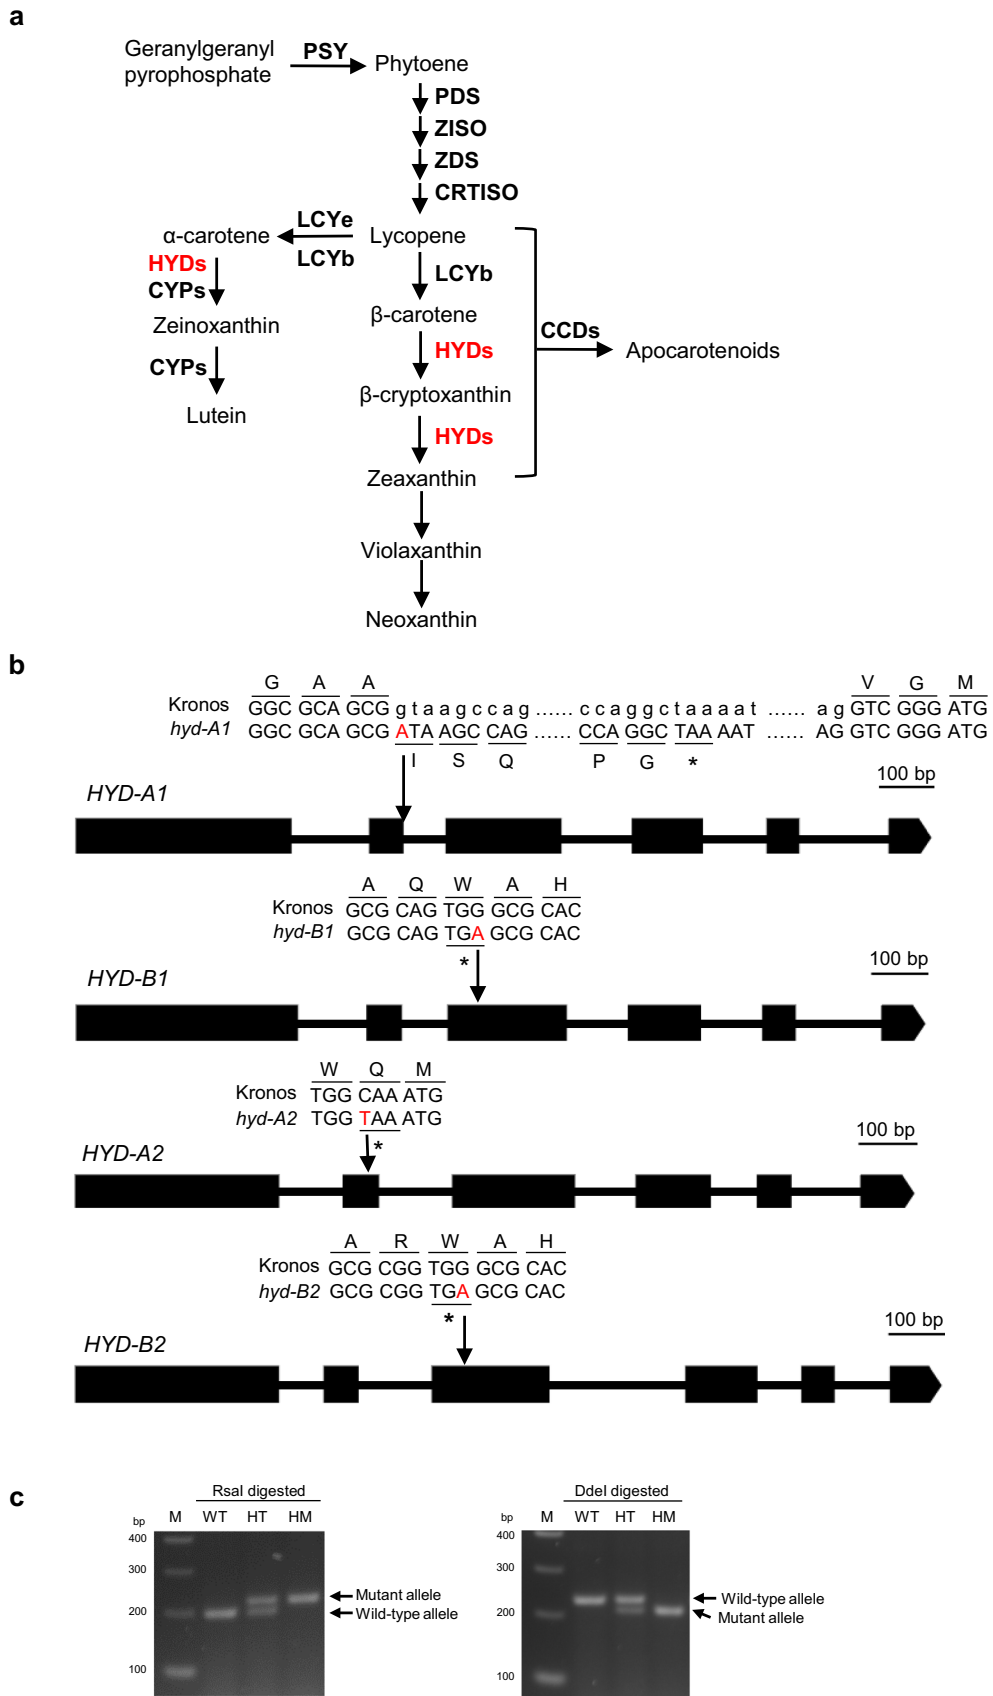 a
Geranylgeranyl
pyrophosphate
PSY
Phytoene
PDS
ZISO
ZDS
CRTISO
α-carotene
LCYe
LCYb
Lycopene
HYDs
CYPs
LCYb
Zeinoxanthin
β-carotene
CCDs
Apocarotenoids
HYDs
CYPs
β-cryptoxanthin
Lutein
HYDs
Zeaxanthin
Violaxanthin
Neoxanthin
b
G A A V G M
Kronos GGC GCA GCG g t a a g c c a g ...... c c a g g c t a a a a t ...... a g GTC GGG ATG
hyd-A1 GGC GCA GCG ATA AGC CAG ...... CCA GGC TAA AAT ...... AG GTC GGG ATG
I S Q P G *
100 bp
HYD-A1
A Q W A H
Kronos GCG CAG TGG GCG CAC
hyd-B1 GCG CAG TGA GCG CAC
*
100 bp
HYD-B1
W Q M
Kronos TGG CAA ATG
hyd-A2 TGG TAA ATG
*
100 bp
HYD-A2
A R W A H
Kronos GCG CGG TGG GCG CAC
hyd-B2 GCG CGG TGA GCG CAC
*
100 bp
HYD-B2
c
RsaI digested
bp M WT HT HM
400
300
200
100
Mutant allele
Wild-type allele
DdeI digested
bp M WT HT HM
400
300
200
100
Wild-type allele
Mutant allele